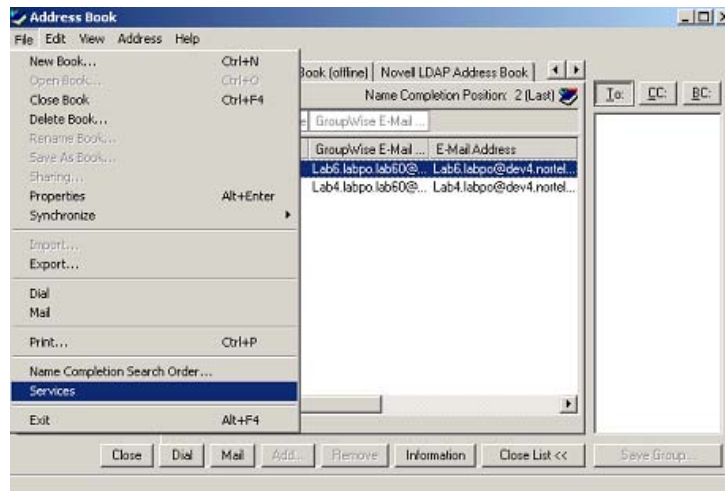 Address Book
File Edit View Address Help
New Book... Ctrl+N
Open Book... Ctrl+O
Close Book Ctrl+F4
Delete Book...
Rename Book...
Save As Book...
Sharing...
Properties Alt+Enter
Synchronize
Import...
Export...
Dial
Mail
Print... Ctrl+P
Name Completion Search Order...
Services
Exit Alt+F4
Book (offline) Novell LDAP Address Book
Name Completion Position: 2 (Last)
GroupWise E-Mail ...
GroupWise E-Mail ... E-Mail Address
Lab6.labpo.lab60@... Lab6.labpo@dev4.nortel...
Lab4.labpo.lab60@... Lab4.labpo@dev4.nortel...
To: CC: BC:
Close Dial Mail Add... Remove Information Close List << Save Group...